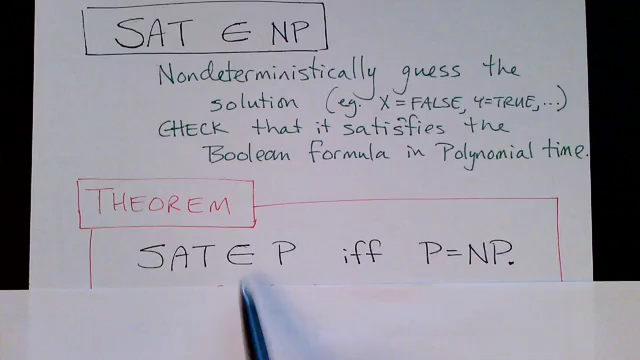 SAT ∈ NP
Nondeterministically guess the
solution (eg. X=FALSE, Y=TRUE,...)
CHECK that it satisfies the
Boolean formula in Polynomial time.
THEOREM
SAT ∈ P iff P=NP.